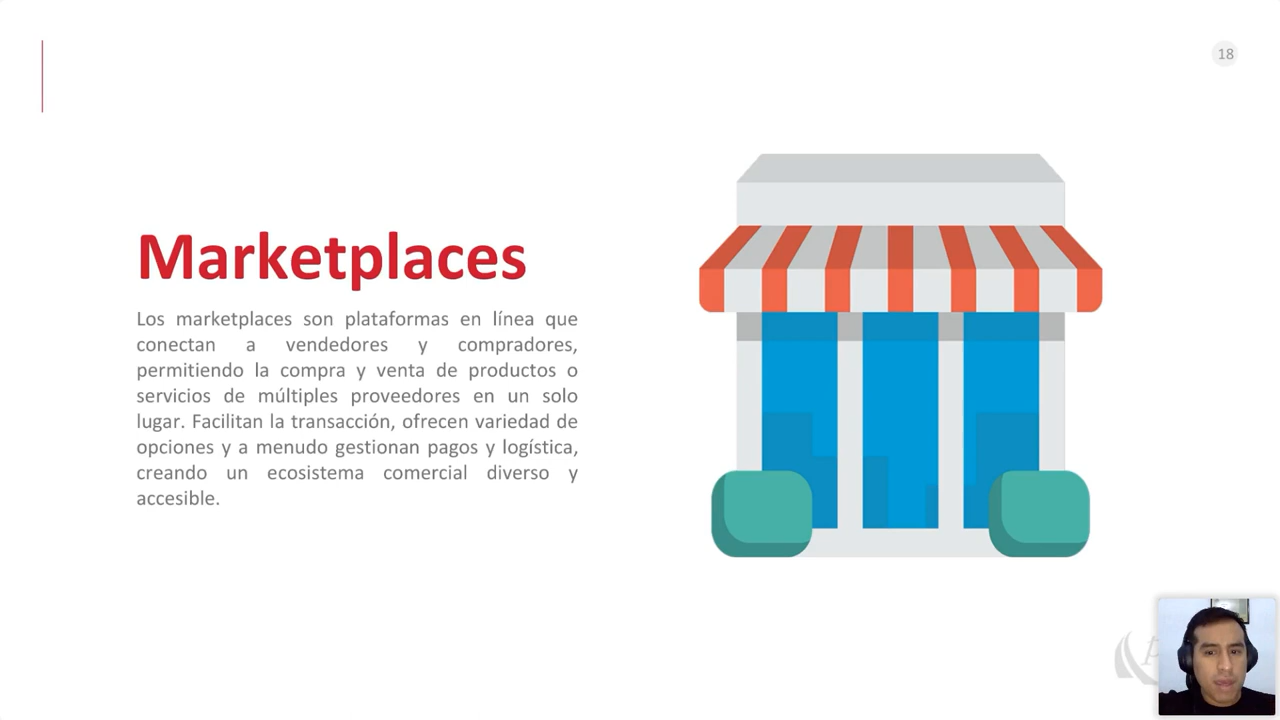 18
Marketplaces
Los marketplaces son plataformas en línea que
conectan a vendedores y compradores,
permitiendo la compra y venta de productos o
servicios de múltiples proveedores en un solo
lugar. Facilitan la transacción, ofrecen variedad de
opciones y a menudo gestionan pagos y logística,
creando un ecosistema comercial diverso y
accesible.